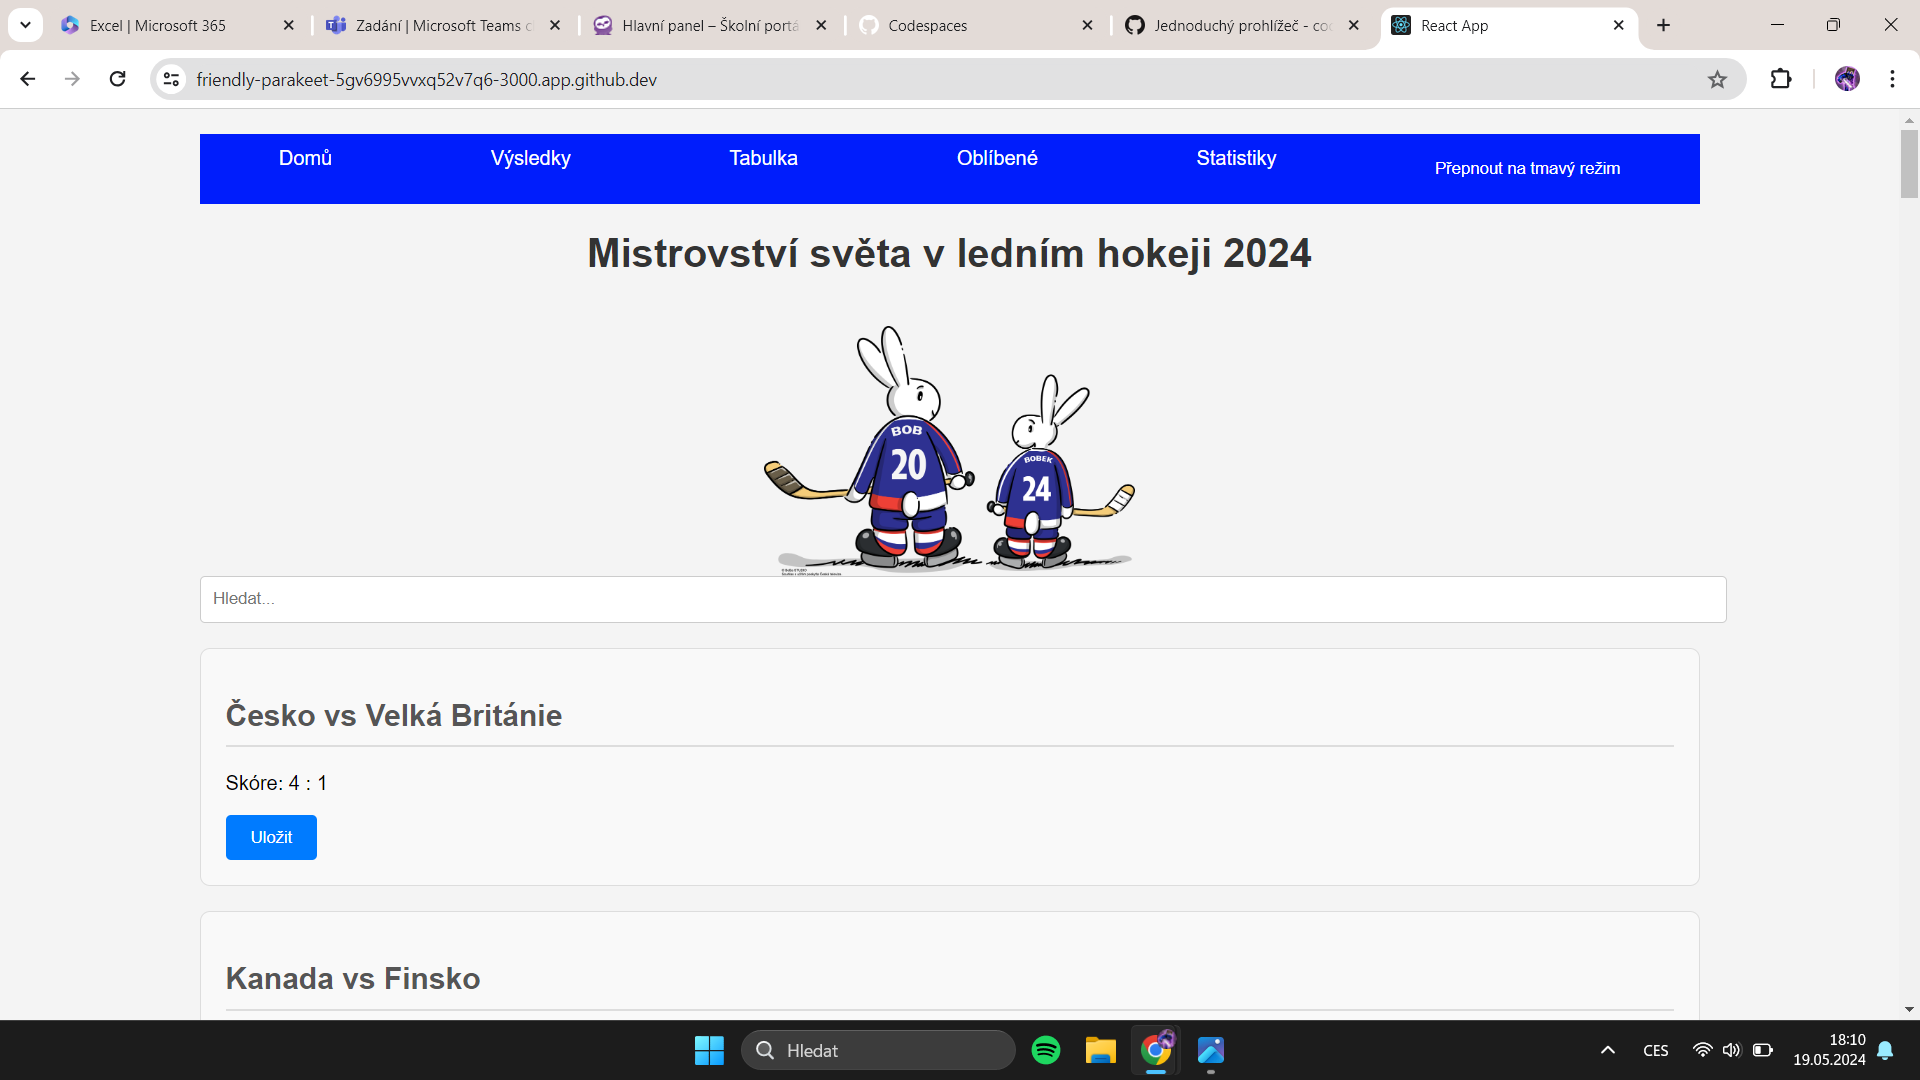 Excel | Microsoft 365
Zadání | Microsoft Teams
Hlavní panel – Školní portá
Codespaces
Jednoduchý prohlížeč - co
React App
friendly-parakeet-5gv6995vvxq52v7q6-3000.app.github.dev
Domů
Výsledky
Tabulka
Oblíbené
Statistiky
Přepnout na tmavý režim
Mistrovství světa v ledním hokeji 2024
BOB
20
BOBEK
24
Hledat...
Česko vs Velká Británie
Skóre: 4 : 1
Uložit
Kanada vs Finsko
Hledat
CES
18:10
19.05.2024